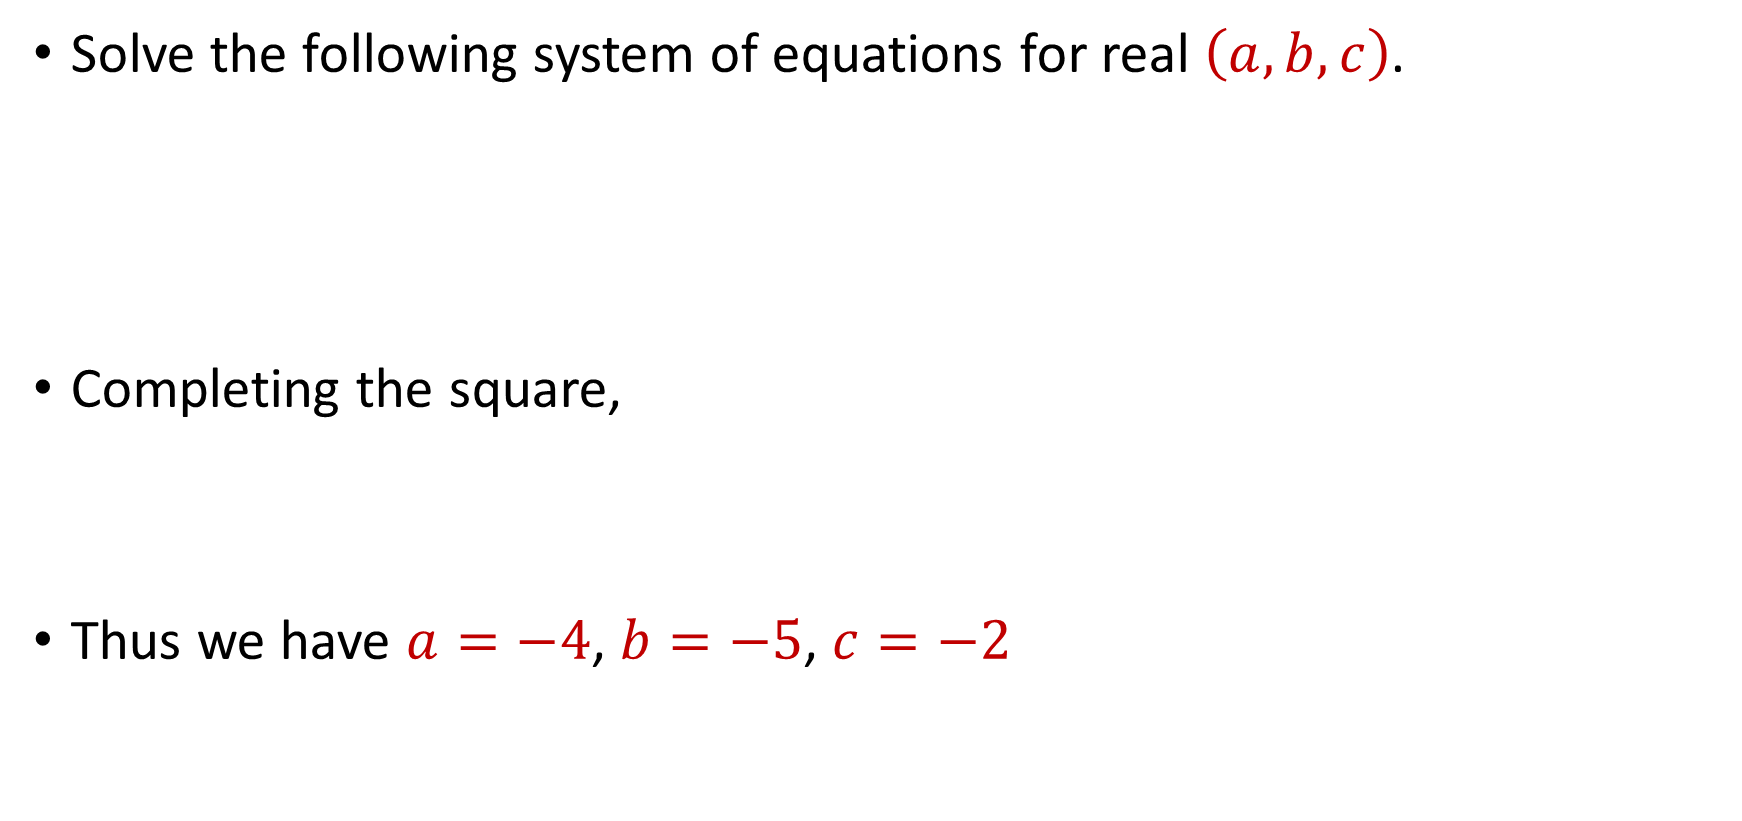 • Solve the following system of equations for real (a, b, c).
• Completing the square,
• Thus we have a = −4, b = −5, c = −2